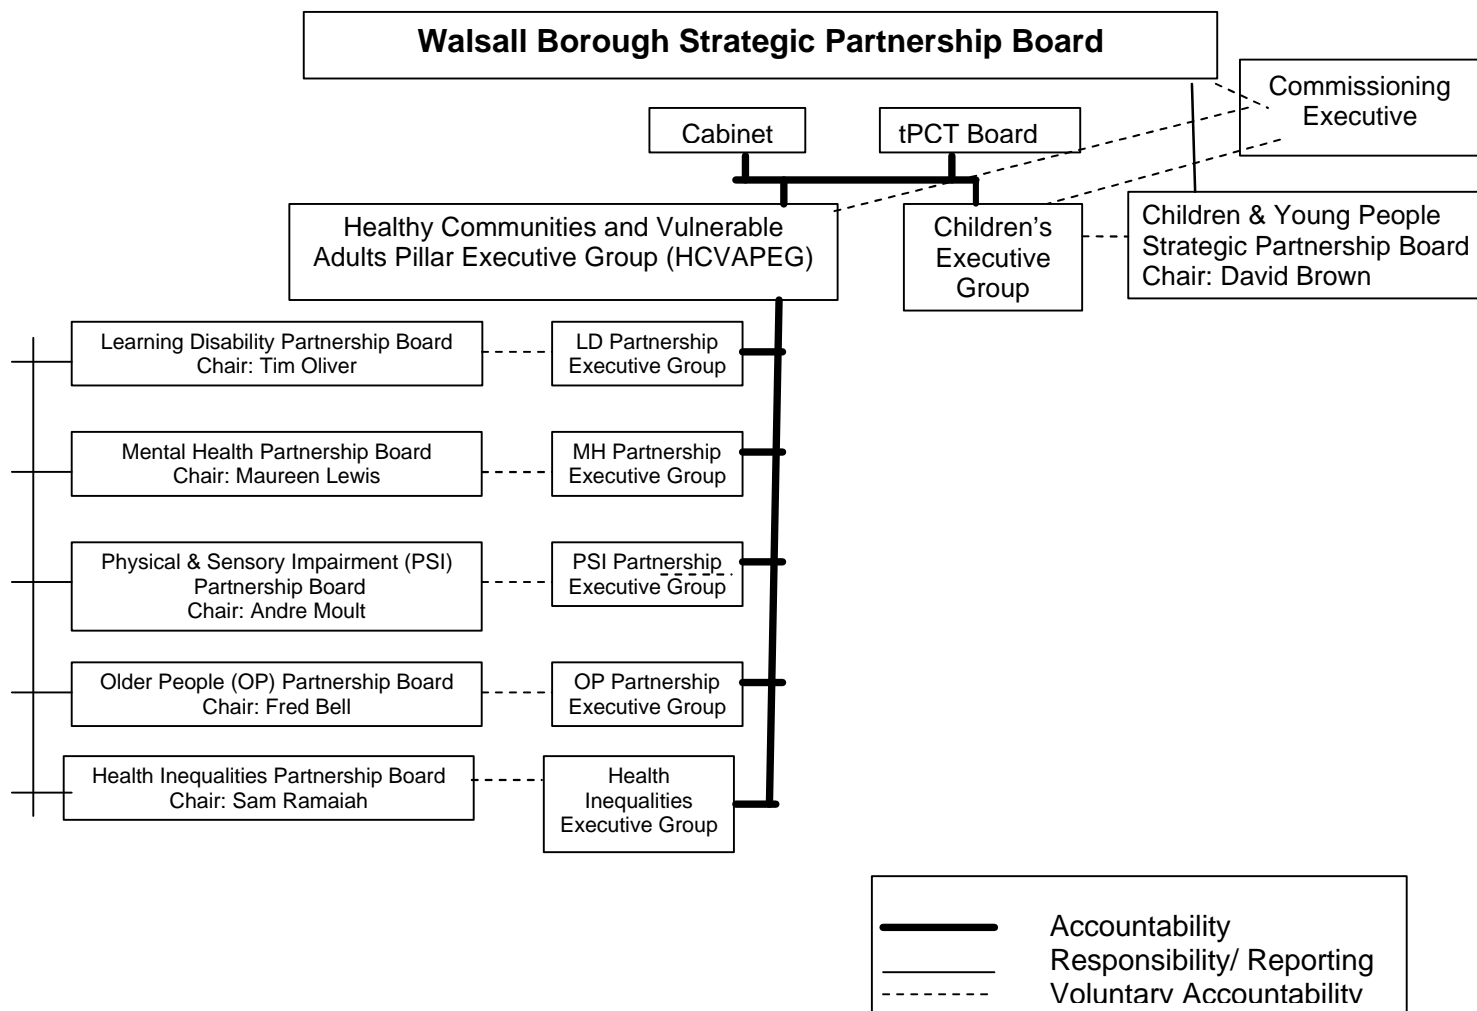 Walsall Borough Strategic Partnership Board
Commissioning
Executive
Cabinet
tPCT Board
Healthy Communities and Vulnerable
Adults Pillar Executive Group (HCVAPEG)
Children's
Executive
Group
Children & Young People
Strategic Partnership Board
Chair: David Brown
Learning Disability Partnership Board
Chair: Tim Oliver
LD Partnership
Executive Group
Mental Health Partnership Board
Chair: Maureen Lewis
MH Partnership
Executive Group
Physical & Sensory Impairment (PSI)
Partnership Board
Chair: Andre Moult
PSI Partnership
Executive Group
Older People (OP) Partnership Board
Chair: Fred Bell
OP Partnership
Executive Group
Health Inequalities Partnership Board
Chair: Sam Ramaiah
Health
Inequalities
Executive Group
Accountability
Responsibility/ Reporting
Voluntary Accountability